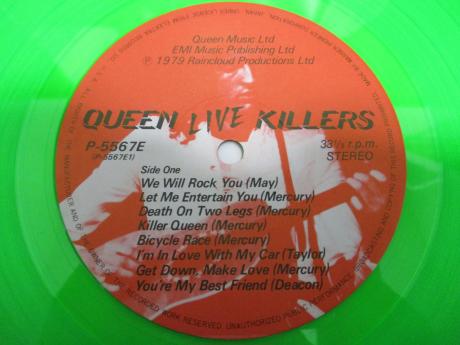 Queen Music Ltd
EMI Music Publishing Ltd
℗ 1979 Raincloud Productions Ltd
QUEEN LIVE KILLERS
P-5567E
(P-5567E1)
33⅓ r.p.m.
STEREO
Side One
We Will Rock You (May)
Let Me Entertain You (Mercury)
Death On Two Legs (Mercury)
Killer Queen (Mercury)
Bicycle Race (Mercury)
I'm In Love With My Car (Taylor)
Get Down, Make Love (Mercury)
You're My Best Friend (Deacon)
OF THE RECORDED WORK RESERVED UNAUTHORIZED PUBLIC PERFORMANCE